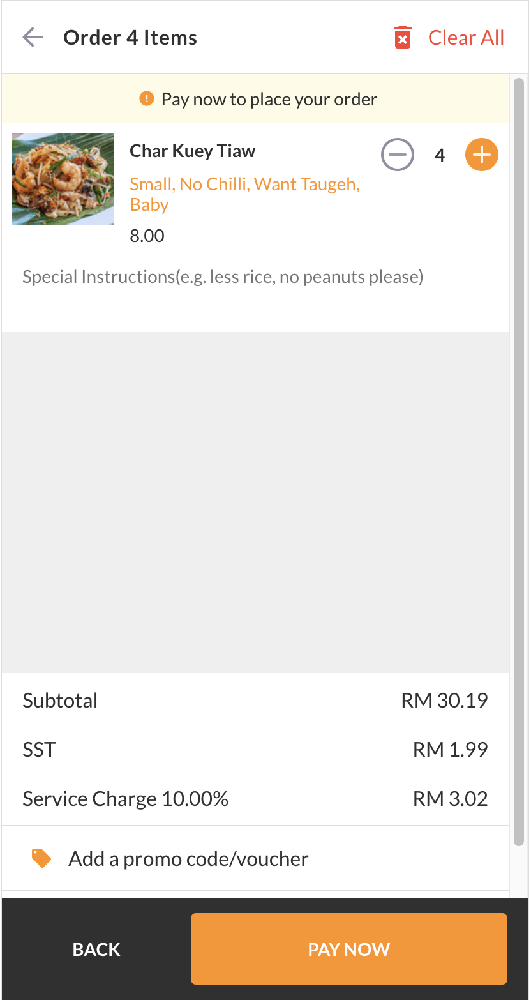 Order 4 Items
Clear All
Pay now to place your order
Char Kuey Tiaw
4
Small, No Chilli, Want Taugeh,
Baby
8.00
Special Instructions(e.g. less rice, no peanuts please)
Subtotal RM 30.19
SST RM 1.99
Service Charge 10.00% RM 3.02
Add a promo code/voucher
BACK
PAY NOW